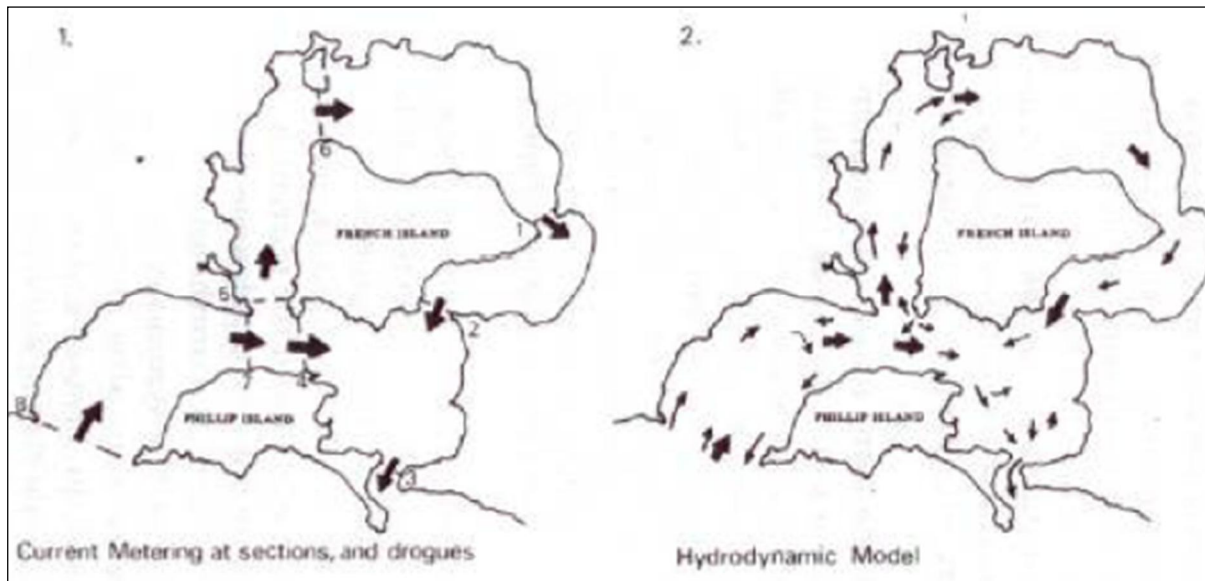 1.
6
FRENCH ISLAND
1
5
2
7
4
8
PHILLIP ISLAND
3
Current Metering at sections, and drogues
2.
FRENCH ISLAND
PHILLIP ISLAND
Hydrodynamic Model